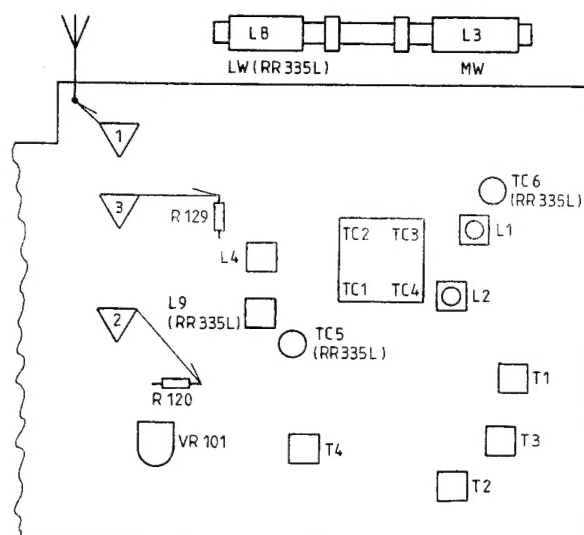 L8
L3
LW (RR335L)
MW
1
TC6
(RR335L)
3
R129
L1
TC2 TC3
L4
TC1 TC4
L2
L9
(RR335L)
2
TC5
(RR335L)
T1
R120
VR101
T4
T3
T2